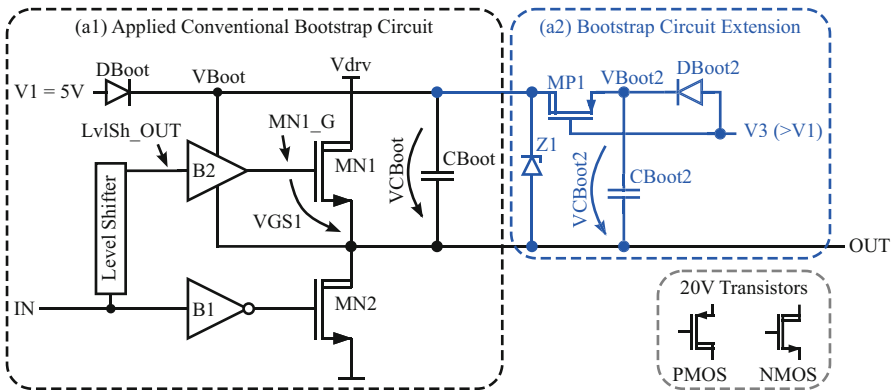 (a1) Applied Conventional Bootstrap Circuit
(a2) Bootstrap Circuit Extension
DBoot
VBoot
Vdrv
MP1
VBoot2
DBoot2
V1 = 5V
LvlSh_OUT
MN1_G
V3 (>V1)
B2
MN1
VCBoot
CBoot
Z1
VCBoot2
CBoot2
Level Shifter
VGS1
OUT
IN
B1
MN2
20V Transistors
PMOS
NMOS